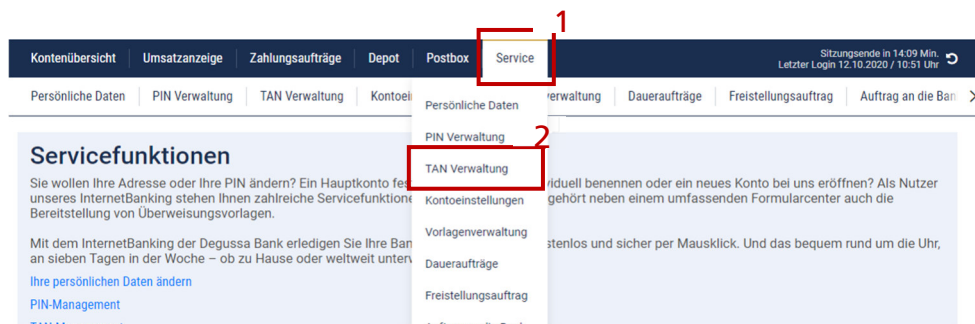 1
Kontenübersicht Umsatzanzeige Zahlungsaufträge Depot Postbox Service
Sitzungsende in 14:09 Min.
Letzter Login 12.10.2020 / 10:51 Uhr
Persönliche Daten PIN Verwaltung TAN Verwaltung Kontoei erwaltung Daueraufträge Freistellungsauftrag Auftrag an die Ban
Persönliche Daten
PIN Verwaltung
2
TAN Verwaltung
Kontoeinstellungen
Vorlagenverwaltung
Daueraufträge
Freistellungsauftrag
Servicefunktionen
Sie wollen Ihre Adresse oder Ihre PIN ändern? Ein Hauptkonto fes viduell benennen oder ein neues Konto bei uns eröffnen? Als Nutzer
unseres InternetBanking stehen Ihnen zahlreiche Servicefunktione gehört neben einem umfassenden Formularcenter auch die
Bereitstellung von Überweisungsvorlagen.
Mit dem InternetBanking der Degussa Bank erledigen Sie Ihre Ban stenlos und sicher per Mausklick. Und das bequem rund um die Uhr,
an sieben Tagen in der Woche – ob zu Hause oder weltweit unterw
Ihre persönlichen Daten ändern
PIN-Management